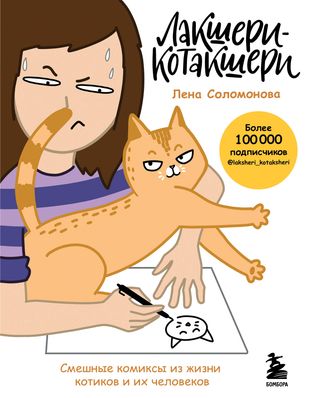 ЛАКШЕРИ-
КОТАКШЕРИ
Лена Соломонова
Более
100 000
подписчиков
@laksheri_kotaksheri
Смешные комиксы из жизни
котиков и их человеков
БОМБОРА